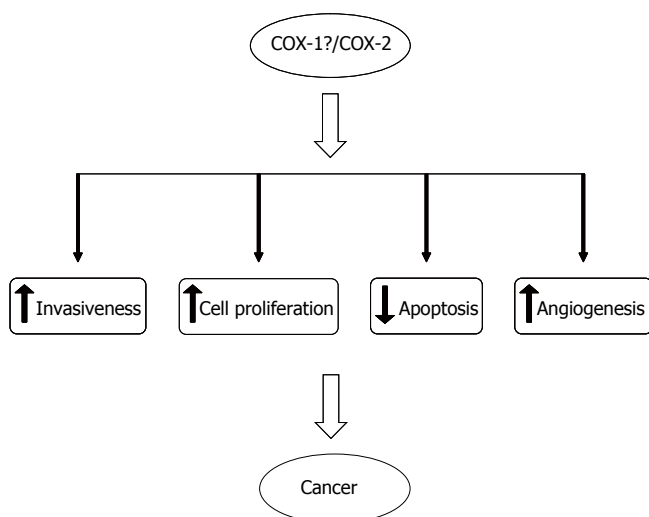 COX-1?/COX-2
Invasiveness
Cell proliferation
Apoptosis
Angiogenesis
Cancer